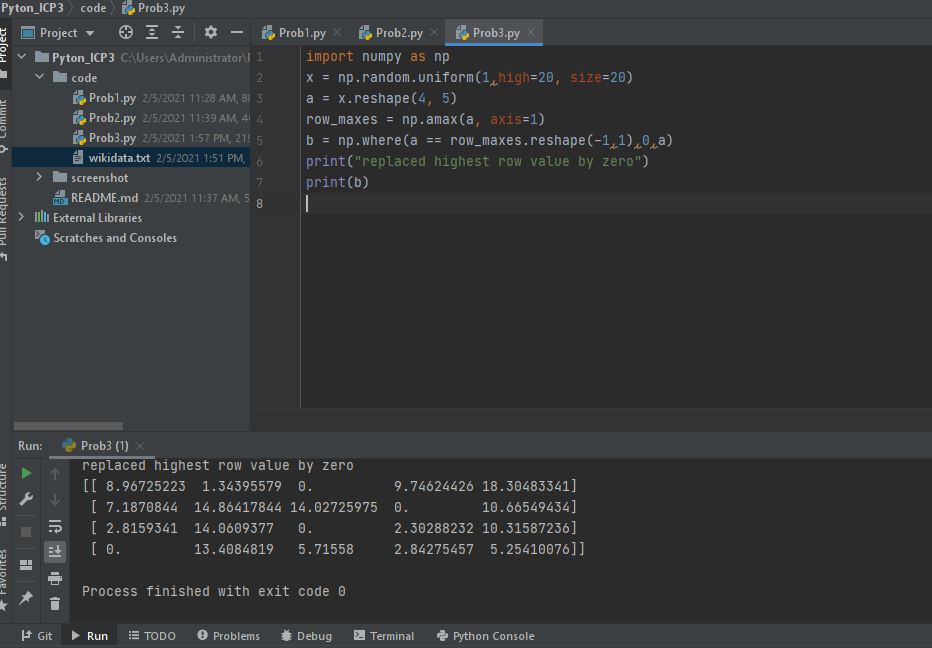 Pyton_ICP3 code Prob3.py
Project Prob1.py Prob2.py Prob3.py
Project
Commit
Pull Requests
Pyton_ICP3 C:\Users\Administrator\
code
Prob1.py 2/5/2021 11:28 AM, 8
Prob2.py 2/5/2021 11:39 AM, 4
Prob3.py 2/5/2021 1:57 PM, 219
wikidata.txt 2/5/2021 1:51 PM,
screenshot
README.md 2/5/2021 11:37 AM, 5
External Libraries
Scratches and Consoles
1 import numpy as np
2 x = np.random.uniform(1,high=20, size=20)
3 a = x.reshape(4, 5)
4 row_maxes = np.amax(a, axis=1)
5 b = np.where(a == row_maxes.reshape(-1,1),0,a)
6 print("replaced highest row value by zero")
7 print(b)
8
Run: Prob3 (1)
Structure
Favorites
replaced highest row value by zero
[[ 8.96725223 1.34395579 0. 9.74624426 18.30483341]
[ 7.1870844 14.86417844 14.02725975 0. 10.66549434]
[ 2.8159341 14.0609377 0. 2.30288232 10.31587236]
[ 0. 13.4084819 5.71558 2.84275457 5.25410076]]
Process finished with exit code 0
Git Run TODO Problems Debug Terminal Python Console